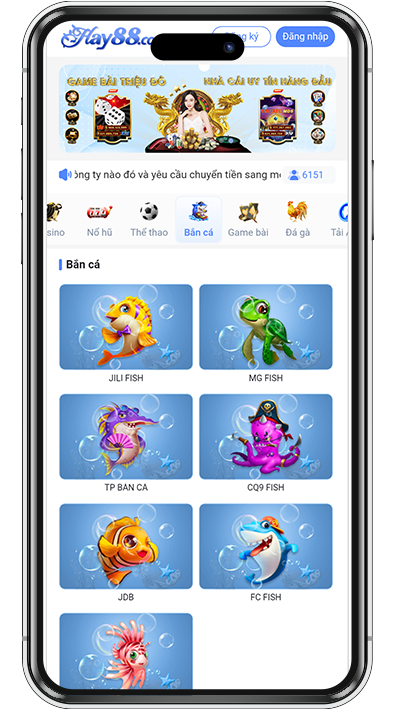 Hay88.co
Đăng ký
Đăng nhập
GAME BÀI TRIỆU ĐÔ
NHÀ CÁI UY TÍN HÀNG ĐẦU
ông ty nào đó và yêu cầu chuyển tiền sang m
6151
sino
Nổ hũ
Thể thao
Bắn cá
Game bài
Đá gà
Tải
Bắn cá
JILI FISH
MG FISH
TP BAN CA
CQ9 FISH
JDB
FC FISH